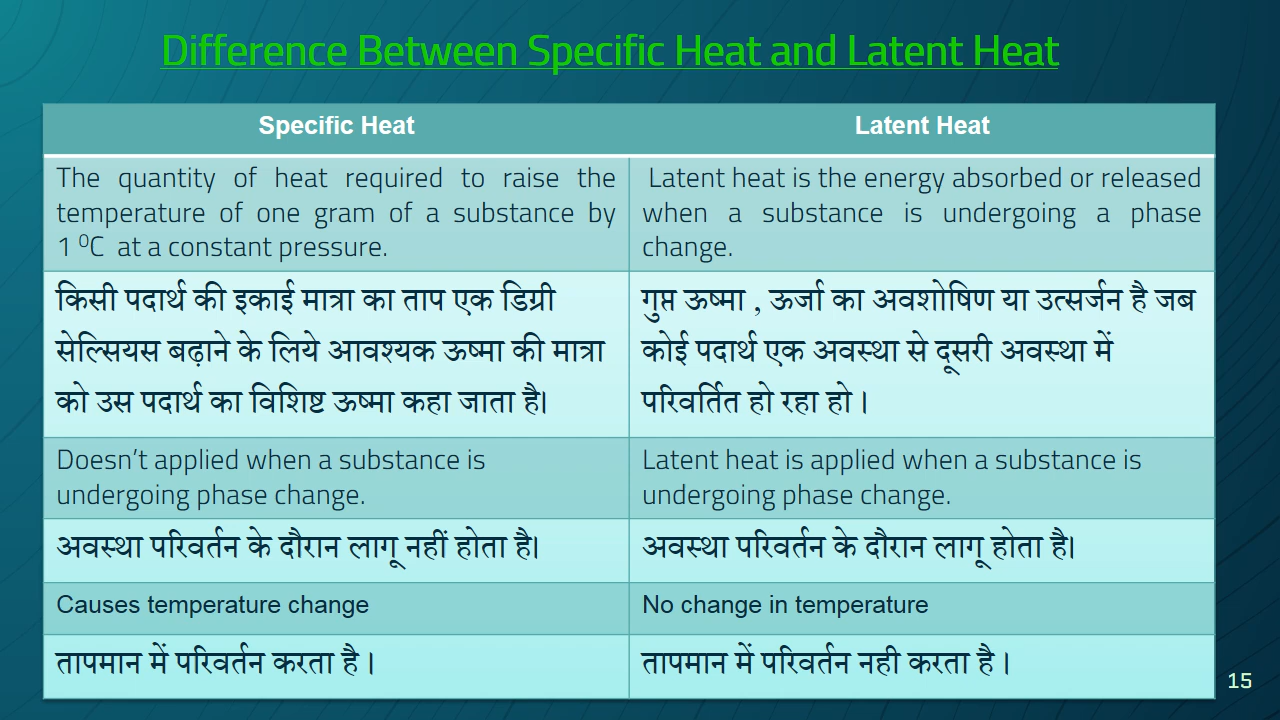 Difference Between Specific Heat and Latent Heat
Specific Heat
Latent Heat
The quantity of heat required to raise the
temperature of one gram of a substance by
1 ⁰C at a constant pressure.
Latent heat is the energy absorbed or released
when a substance is undergoing a phase
change.
किसी पदार्थ की इकाई मात्रा का ताप एक डिग्री
सेल्सियस बढ़ाने के लिये आवश्यक ऊष्मा की मात्रा
को उस पदार्थ का विशिष्ट ऊष्मा कहा जाता है।
गुप्त ऊष्मा , ऊर्जा का अवशोषिण या उत्सर्जन है जब
कोई पदार्थ एक अवस्था से दूसरी अवस्था में
परिवर्तित हो रहा हो ।
Doesn’t applied when a substance is
undergoing phase change.
Latent heat is applied when a substance is
undergoing phase change.
अवस्था परिवर्तन के दौरान लागू नहीं होता है।
अवस्था परिवर्तन के दौरान लागू होता है।
Causes temperature change
No change in temperature
तापमान में परिवर्तन करता है ।
तापमान में परिवर्तन नही करता है ।
15